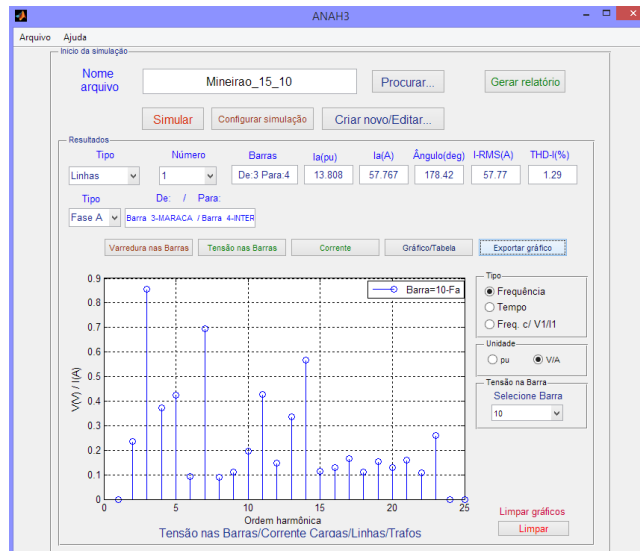 ANAH3
Arquivo Ajuda
Inicio da simulação
Nome arquivo
Mineirao_15_10
Procurar...
Gerar relatório
Simular
Configurar simulação
Criar novo/Editar...
Resultados
Tipo Número Barras Ia(pu) Ia(A) Ângulo(deg) I-RMS(A) THD-I(%)
Linhas 1 De:3 Para:4 13.808 57.767 178.42 57.77 1.29
Tipo De: / Para:
Fase A Barra 3-MARACA / Barra 4-INTER
Varredura nas Barras Tensão nas Barras Corrente Gráfico/Tabela Exportar gráfico
Barra=10-Fa
0.9
0.8
0.7
0.6
0.5
0.4
0.3
0.2
0.1
0
V(V) / I(A)
0 5 10 15 20 25
Ordem harmônica
Tensão nas Barras/Corrente Cargas/Linhas/Trafos
Tipo
Frequência
Tempo
Freq. c/ V1/I1
Unidade
pu V/A
Tensão na Barra
Selecione Barra
10
Limpar gráficos
Limpar